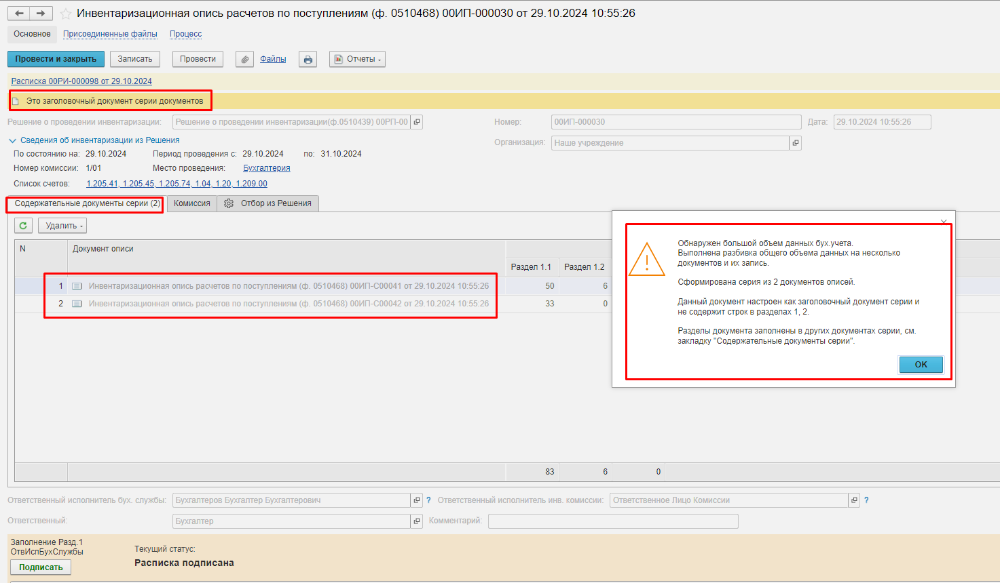 Инвентаризационная опись расчетов по поступлениям (ф. 0510468) 00ИП-000030 от 29.10.2024 10:55:26
Основное Присоединенные файлы Процесс
Провести и закрыть Записать Провести Файлы Отчеты
Расписка 00РИ-000098 от 29.10.2024
Это заголовочный документ серии документов
Решение о проведении инвентаризации: Решение о проведении инвентаризации(ф.0510439) 00РП-00 Номер: 00ИП-000030 Дата: 29.10.2024 10:55:26
Сведения об инвентаризации из Решения Организация: Наше учреждение
По состоянию на: 29.10.2024 Период проведения с: 29.10.2024 по: 31.10.2024
Номер комиссии: 1/01 Место проведения: Бухгалтерия
Список счетов: 1.205.41, 1.205.45, 1.205.74, 1.04, 1.20, 1.209.00
Содержательные документы серии (2) Комиссия Отбор из Решения
Удалить
N Документ описи
Раздел 1.1 Раздел 1.2
1 Инвентаризационная опись расчетов по поступлениям (ф. 0510468) 00ИП-С00041 от 29.10.2024 10:55:26 50 6
2 Инвентаризационная опись расчетов по поступлениям (ф. 0510468) 00ИП-С00042 от 29.10.2024 10:55:26 33 0
Обнаружен большой объем данных бух.учета.
Выполнена разбивка общего объема данных на несколько
документов и их запись.
Сформирована серия из 2 документов описей.
Данный документ настроен как заголовочный документ серии и
не содержит строк в разделах 1, 2.
Разделы документа заполнены в других документах серии, см.
закладку "Содержательные документы серии".
OK
83 6 0
Ответственный исполнитель бух. службы: Бухгалтеров Бухгалтер Бухгалтерович ? Ответственный исполнитель инв. комиссии: Ответственное Лицо Комиссии ?
Ответственный: Бухгалтер Комментарий:
Заполнение Разд.1
ОтвИспБухСлужбы
Текущий статус:
Подписать
Расписка подписана